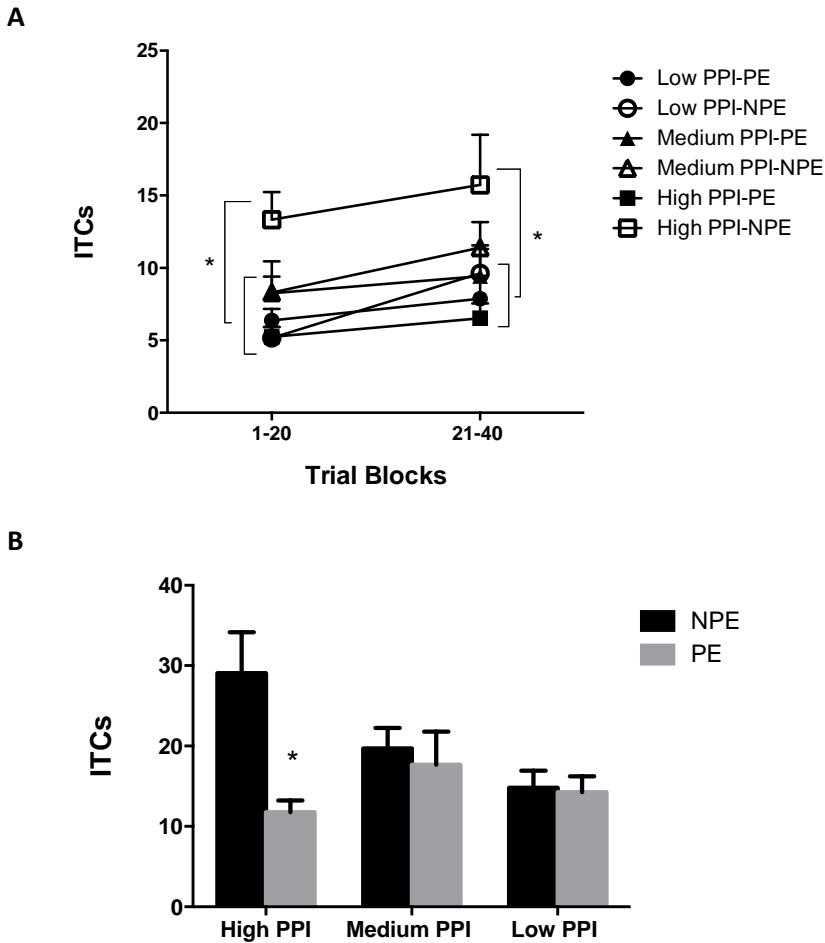 A
25
20
15
10
5
0
ITCs
*
*
1-20 21-40
Trial Blocks
Low PPI-PE
Low PPI-NPE
Medium PPI-PE
Medium PPI-NPE
High PPI-PE
High PPI-NPE
B
40
30
20
10
0
ITCs
*
High PPI Medium PPI Low PPI
NPE
PE